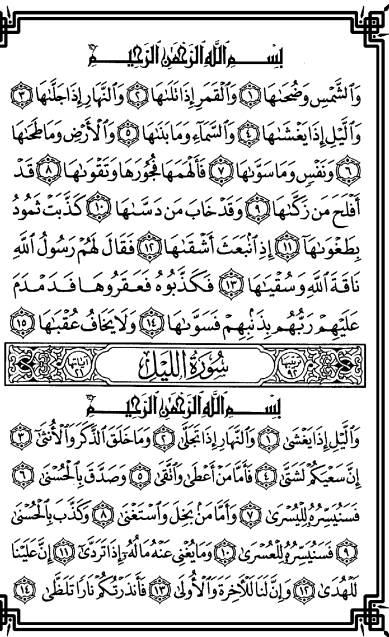 بِسْمِ اللَّهِ الرَّحْمَٰنِ الرَّحِيمِ
وَالشَّمْسِ وَضُحَاهَا ١ وَالْقَمَرِ إِذَا تَلَاهَا ٢ وَالنَّهَارِ إِذَا جَلَّاهَا ٣
وَاللَّيْلِ إِذَا يَغْشَاهَا ٤ وَالسَّمَاءِ وَمَا بَنَاهَا ٥ وَالْأَرْضِ وَمَا طَحَاهَا
٦ وَنَفْسٍ وَمَا سَوَّاهَا ٧ فَأَلْهَمَهَا فُجُورَهَا وَتَقْوَاهَا ٨ قَدْ
أَفْلَحَ مَن زَكَّاهَا ٩ وَقَدْ خَابَ مَن دَسَّاهَا ١٠ كَذَّبَتْ ثَمُودُ
بِطَغْوَاهَا ١١ إِذِ انبَعَثَ أَشْقَاهَا ١٢ فَقَالَ لَهُمْ رَسُولُ اللَّهِ
نَاقَةَ اللَّهِ وَسُقْيَاهَا ١٣ فَكَذَّبُوهُ فَعَقَرُوهَا فَدَمْدَمَ
عَلَيْهِمْ رَبُّهُم بِذَنبِهِمْ فَسَوَّاهَا ١٤ وَلَا يَخَافُ عُقْبَاهَا ١٥
سُورَةُ اللَّيْلِ
بِسْمِ اللَّهِ الرَّحْمَٰنِ الرَّحِيمِ
وَاللَّيْلِ إِذَا يَغْشَىٰ ١ وَالنَّهَارِ إِذَا تَجَلَّىٰ ٢ وَمَا خَلَقَ الذَّكَرَ وَالْأُنثَىٰ ٣
إِنَّ سَعْيَكُمْ لَشَتَّىٰ ٤ فَأَمَّا مَنْ أَعْطَىٰ وَاتَّقَىٰ ٥ وَصَدَّقَ بِالْحُسْنَىٰ ٦
فَسَنُيَسِّرُهُ لِلْيُسْرَىٰ ٧ وَأَمَّا مَن بَخِلَ وَاسْتَغْنَىٰ ٨ وَكَذَّبَ بِالْحُسْنَىٰ
٩ فَسَنُيَسِّرُهُ لِلْعُسْرَىٰ ١٠ وَمَا يُغْنِي عَنْهُ مَالُهُ إِذَا تَرَدَّىٰ ١١ إِنَّ عَلَيْنَا
لَلْهُدَىٰ ١٢ وَإِنَّ لَنَا لَلْآخِرَةَ وَالْأُولَىٰ ١٣ فَأَنذَرْتُكُمْ نَارًا تَلَظَّىٰ ١٤